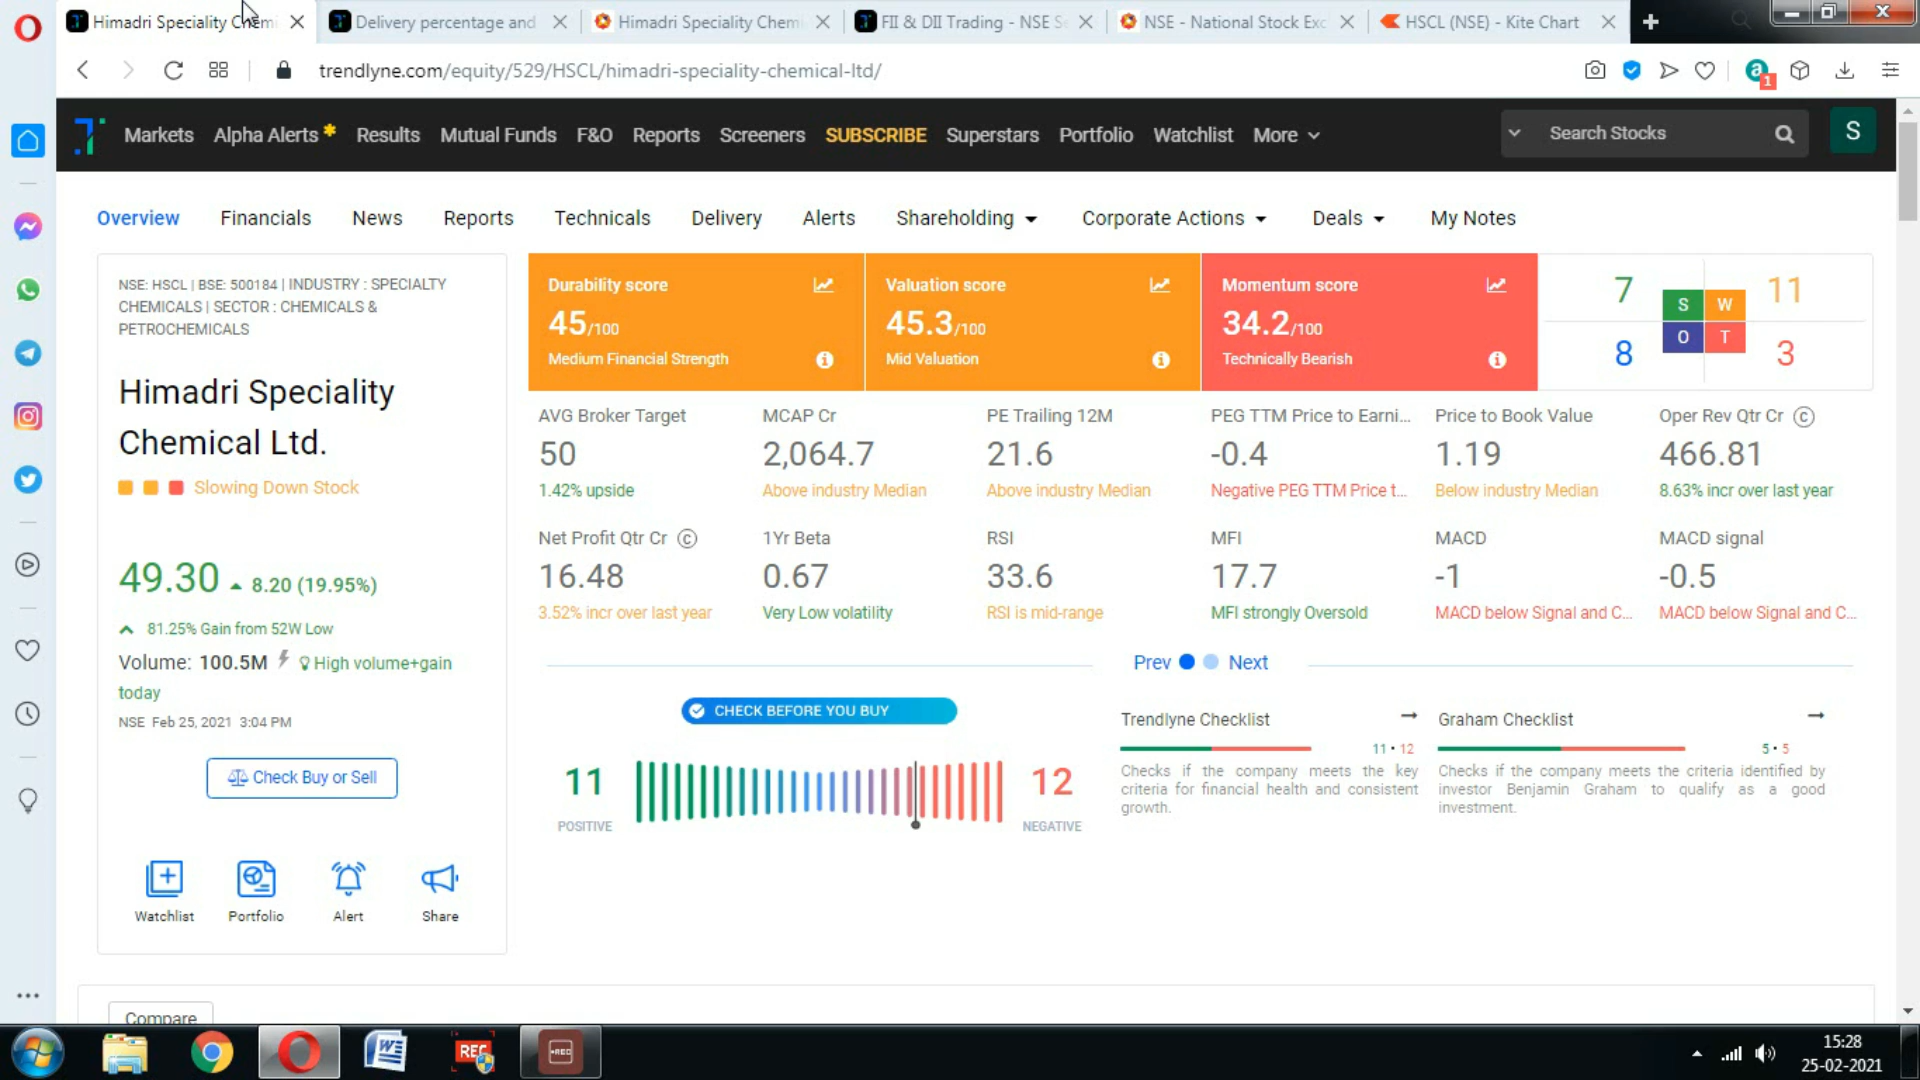 Himadri Speciality Chemi
Delivery percentage and
Himadri Speciality Chem
FII & DII Trading - NSE S
NSE - National Stock Exc
HSCL (NSE) - Kite Chart
trendlyne.com/equity/529/HSCL/himadri-speciality-chemical-ltd/
a
1
Markets
Alpha Alerts
Results
Mutual Funds
F&O
Reports
Screeners
SUBSCRIBE
Superstars
Portfolio
Watchlist
More
Search Stocks
S
Overview
Financials
News
Reports
Technicals
Delivery
Alerts
Shareholding
Corporate Actions
Deals
My Notes
NSE: HSCL | BSE: 500184 | INDUSTRY : SPECIALTY
CHEMICALS | SECTOR : CHEMICALS &
PETROCHEMICALS
Himadri Speciality
Chemical Ltd.
Slowing Down Stock
49.30 8.20 (19.95%)
81.25% Gain from 52W Low
Volume: 100.5M High volume+gain
today
NSE Feb 25, 2021 3:04 PM
Check Buy or Sell
Watchlist
Portfolio
Alert
Share
Durability score
45/100
Medium Financial Strength
Valuation score
45.3/100
Mid Valuation
Momentum score
34.2/100
Technically Bearish
7 S W 11
8 O T 3
AVG Broker Target
50
1.42% upside
MCAP Cr
2,064.7
Above industry Median
PE Trailing 12M
21.6
Above industry Median
PEG TTM Price to Earni...
-0.4
Negative PEG TTM Price t...
Price to Book Value
1.19
Below industry Median
Oper Rev Qtr Cr C
466.81
8.63% incr over last year
Net Profit Qtr Cr C
16.48
3.52% incr over last year
1Yr Beta
0.67
Very Low volatility
RSI
33.6
RSI is mid-range
MFI
17.7
MFI strongly Oversold
MACD
-1
MACD below Signal and C...
MACD signal
-0.5
MACD below Signal and C...
Prev
Next
CHECK BEFORE YOU BUY
11
POSITIVE
12
NEGATIVE
Trendlyne Checklist
11 • 12
Checks if the company meets the key
criteria for financial health and consistent
growth.
Graham Checklist
5 • 5
Checks if the company meets the criteria identified by
investor Benjamin Graham to qualify as a good
investment.
Compare
REC
REC
15:28
25-02-2021